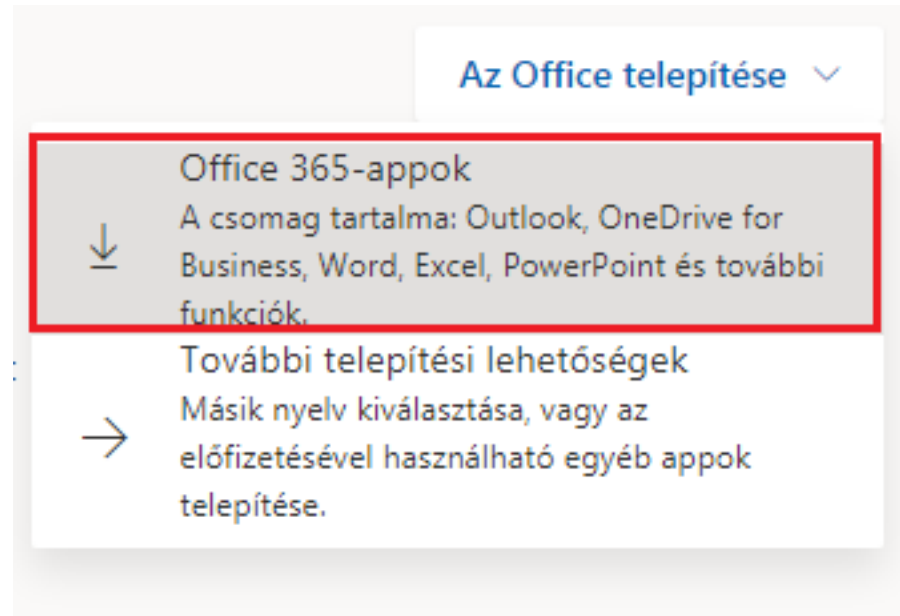 Az Office telepítése
Office 365-appok
A csomag tartalma: Outlook, OneDrive for
Business, Word, Excel, PowerPoint és további
funkciók.
További telepítési lehetőségek
Másik nyelv kiválasztása, vagy az
előfizetésével használható egyéb appok
telepítése.